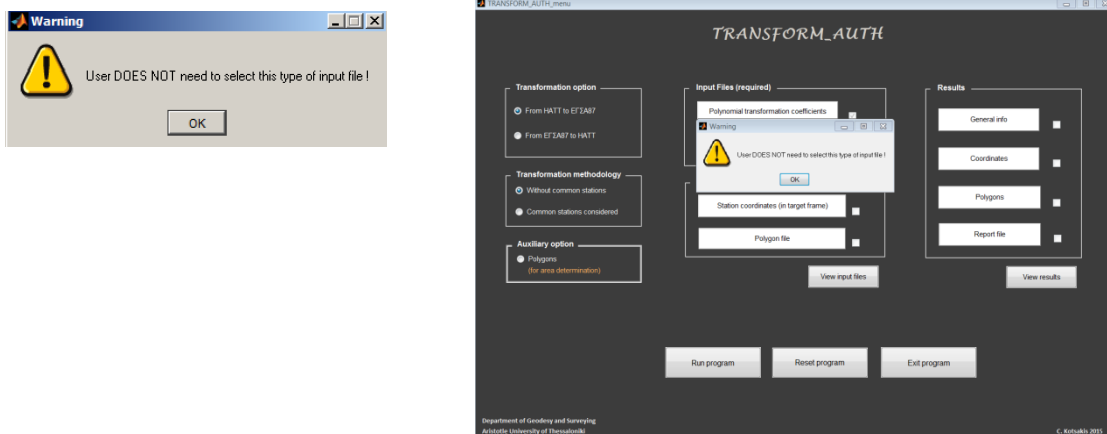 Warning
User DOES NOT need to select this type of input file !
OK
TRANSFORM_AUTH_menu
TRANSFORM_AUTH
Transformation option
From HATT to ΕΓΣΑ87
From ΕΓΣΑ87 to HATT
Transformation methodology
Without common stations
Common stations considered
Auxiliary option
Polygons
(for area determination)
Input Files (required)
Polynomial transformation coefficients
Warning
User DOES NOT need to select this type of input file !
OK
Station coordinates (in target frame)
Polygon file
View input files
Results
General info
Coordinates
Polygons
Report file
View results
Run program
Reset program
Exit program
Department of Geodesy and Surveying
Aristotle University of Thessaloniki
C. Kotsakis 2015